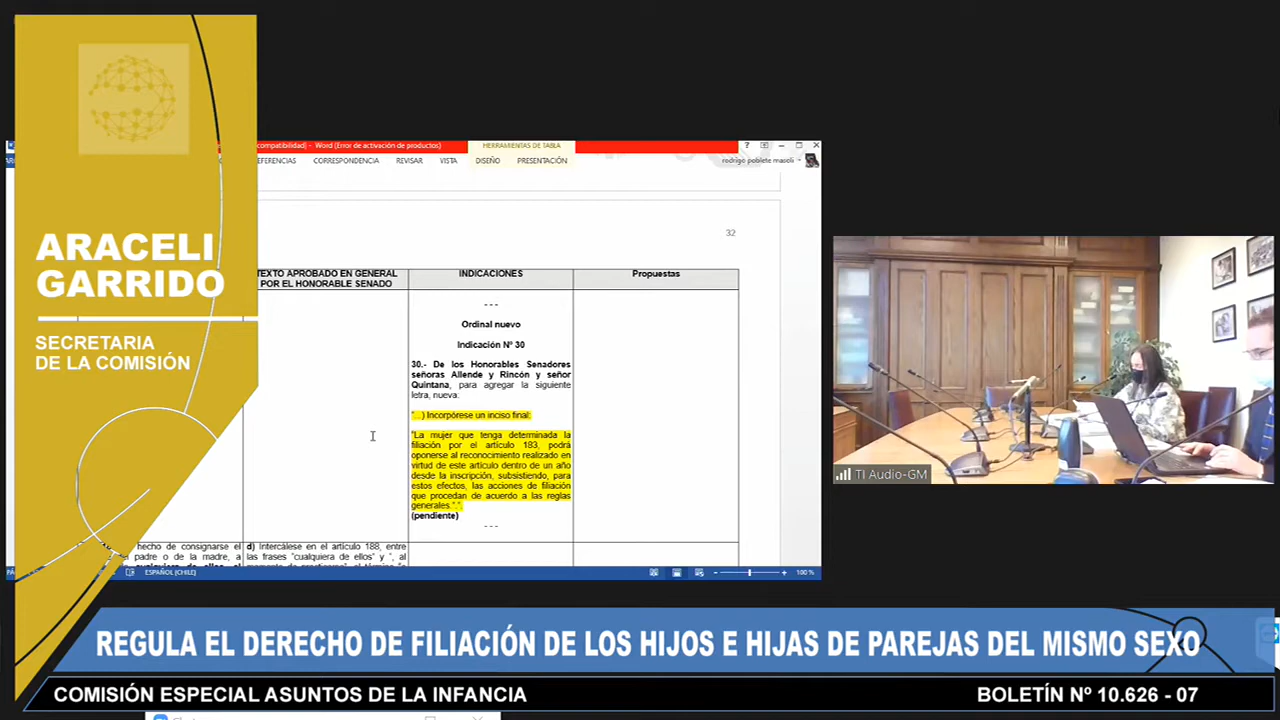 ARACELI
GARRIDO
SECRETARIA
DE LA COMISIÓN
compatibilidad) - Word (Error de activación de productos)
HERRAMIENTAS DE TABLA
CORRESPONDENCIA
REVISAR
VISTA
DISEÑO
PRESENTACIÓN
rodrigo poblete
32
TEXTO APROBADO EN GENERAL
POR EL HONORABLE SENADO
INDICACIONES
Propuestas
- - -
Ordinal nuevo
Indicación Nº 30
30.- De los Honorables Senadores
señoras Allende y Rincón y señor
Quintana, para agregar la siguiente
letra, nueva:
"...) Incorpórese un inciso final:
"La mujer que tenga determinada la
filiación por el artículo 183, podrá
oponerse al reconocimiento realizado en
virtud de este artículo dentro de un año
desde la inscripción, subsistiendo, para
estos efectos, las acciones de filiación
que procedan de acuerdo a las reglas
generales.".".
(pendiente)
- - -
hecho de consignarse el
padre o de la madre, a
d) Intercálese en el artículo 188, entre
las frases "cualquiera de ellos" y ", al
ESPAÑOL (CHILE)
100 %
TI Audio-GM
REGULA EL DERECHO DE FILIACIÓN DE LOS HIJOS E HIJAS DE PAREJAS DEL MISMO SEXO
COMISIÓN ESPECIAL ASUNTOS DE LA INFANCIA
BOLETÍN Nº 10.626 - 07